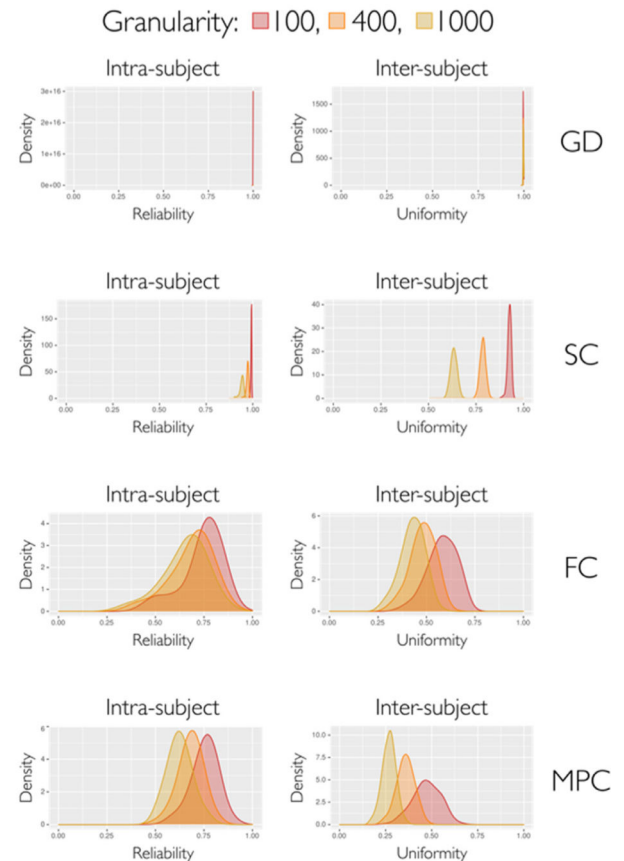 Granularity: 100, 400, 1000
Intra-subject
Density
3e+16
2e+16
1e+16
0e+00
0.00 0.25 0.50 0.75 1.00
Reliability
Inter-subject
Density
1500
1000
500
0
0.00 0.25 0.50 0.75 1.00
Uniformity
GD
Intra-subject
Density
150
100
50
0
0.00 0.25 0.50 0.75 1.00
Reliability
Inter-subject
Density
40
30
20
10
0
0.00 0.25 0.50 0.75 1.00
Uniformity
SC
Intra-subject
Density
4
3
2
1
0
0.00 0.25 0.50 0.75 1.00
Reliability
Inter-subject
Density
6
4
2
0
0.00 0.25 0.50 0.75 1.00
Uniformity
FC
Intra-subject
Density
6
4
2
0
0.00 0.25 0.50 0.75 1.00
Reliability
Inter-subject
Density
10.0
7.5
5.0
2.5
0.0
0.00 0.25 0.50 0.75 1.00
Uniformity
MPC